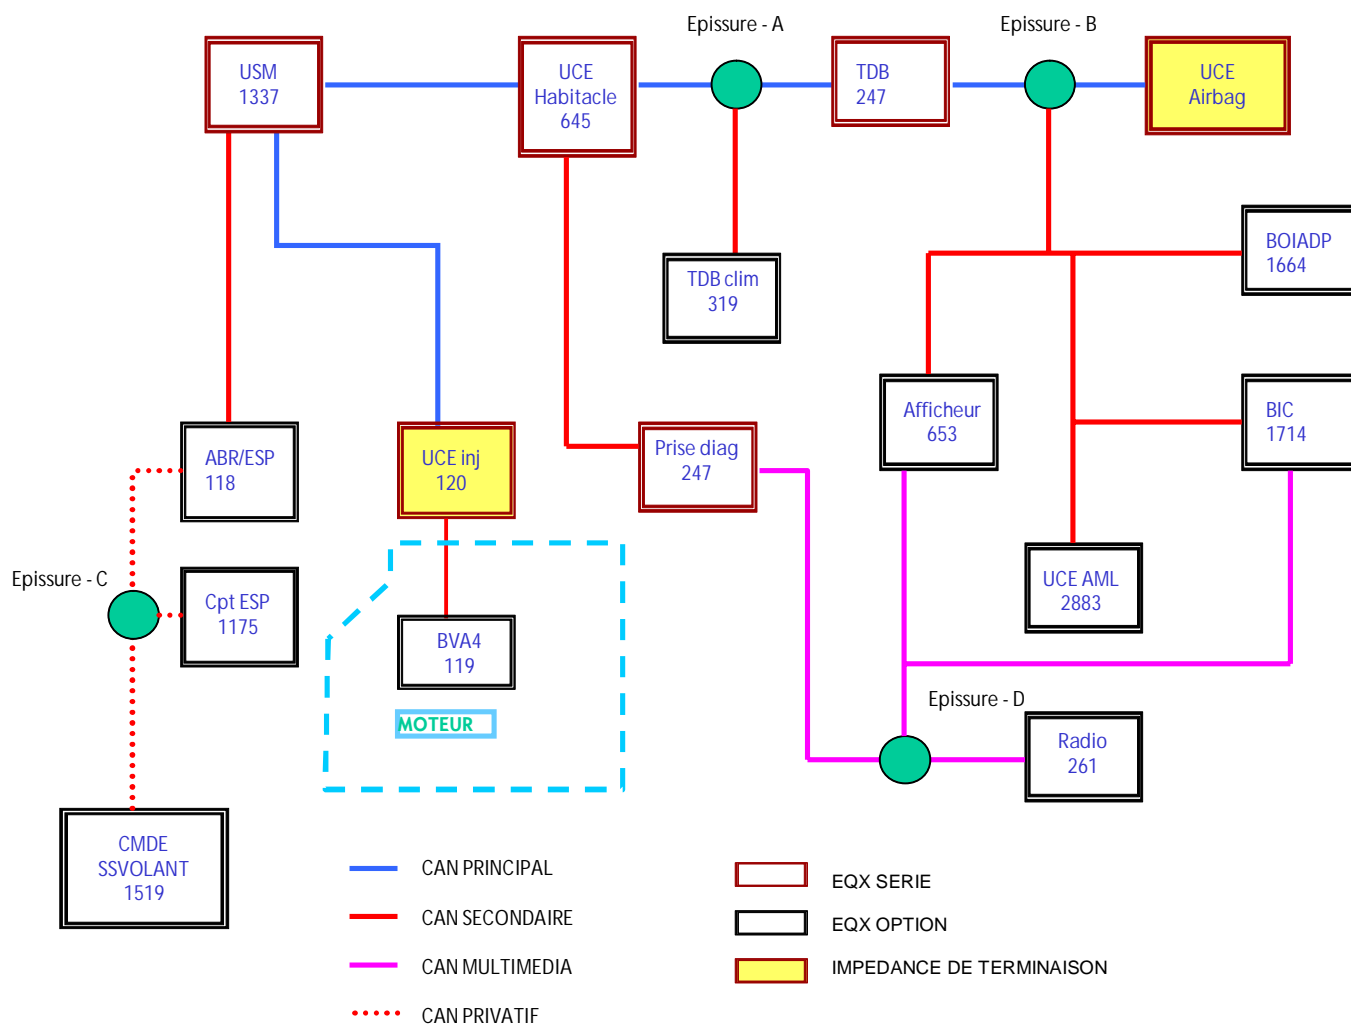 Epissure - A
Epissure - B
USM
1337
UCE
Habitacle
645
TDB
247
UCE
Airbag
BOIADP
1664
TDB clim
319
Afficheur
653
BIC
1714
ABR/ESP
118
UCE inj
120
Prise diag
247
Epissure - C
Cpt ESP
1175
UCE AML
2883
BVA4
119
MOTEUR
Epissure - D
Radio
261
CMDE
SSVOLANT
1519
CAN PRINCIPAL
CAN SECONDAIRE
CAN MULTIMEDIA
CAN PRIVATIF
EQX SERIE
EQX OPTION
IMPEDANCE DE TERMINAISON